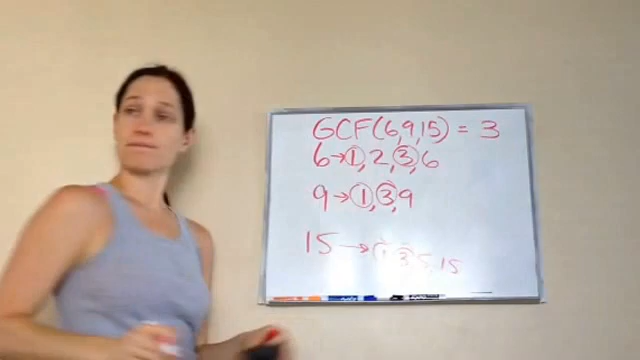 GCF(6,9,15) = 3
6→1,2,3,6
9→1,3,9
15→1,3,5,15